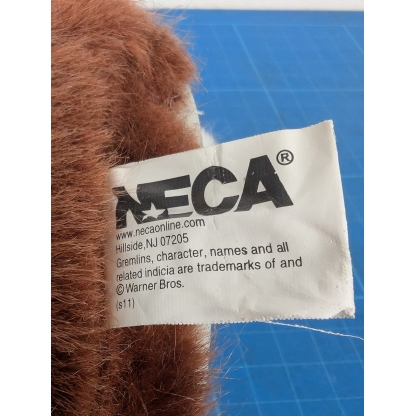 NECA®
www.necaonline.com
Hillside,NJ 07205
Gremlins, character, names and all
related indicia are trademarks of and
© Warner Bros.
(s11)